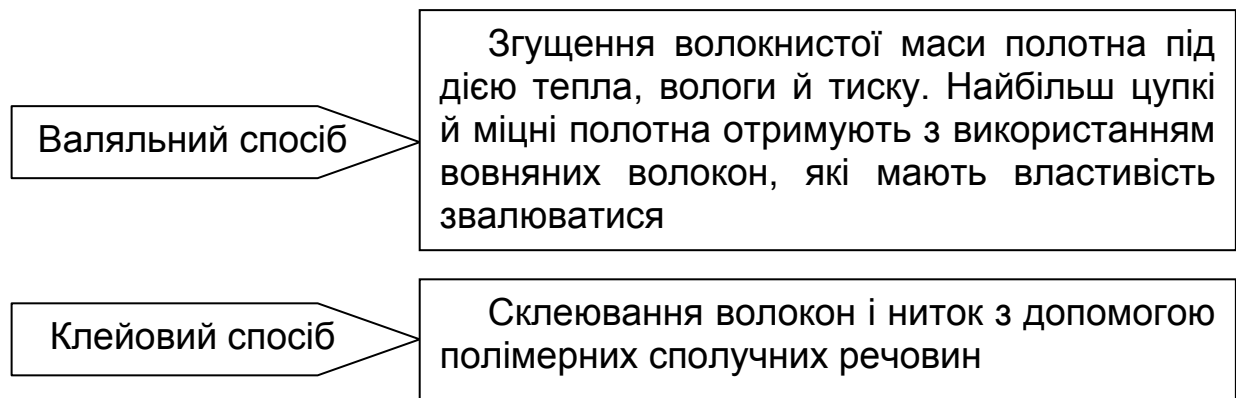 Валяльний спосіб
Згущення волокнистої маси полотна під
дією тепла, вологи й тиску. Найбільш цупкі
й міцні полотна отримують з використанням
вовняних волокон, які мають властивість
звалюватися
Клейовий спосіб
Склеювання волокон і ниток з допомогою
полімерних сполучних речовин